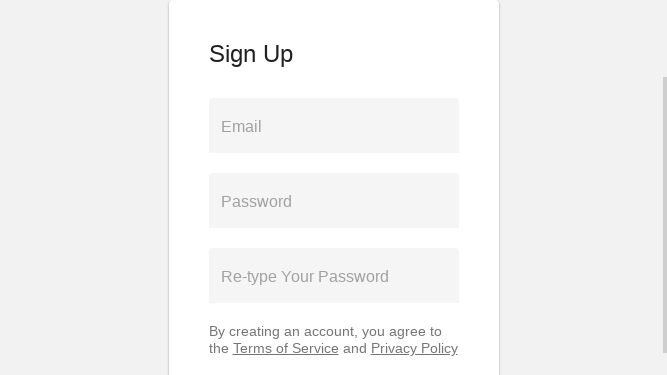 Sign Up
Email
Password
Re-type Your Password
By creating an account, you agree to
the Terms of Service and Privacy Policy